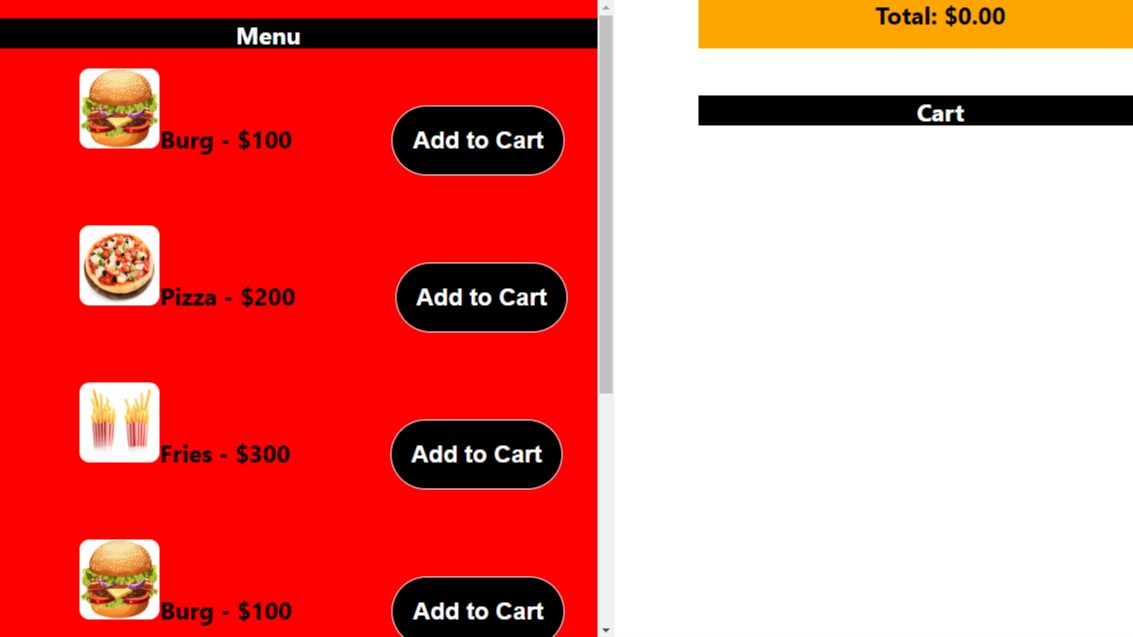 Menu
Burg - $100
Add to Cart
Pizza - $200
Add to Cart
Fries - $300
Add to Cart
Burg - $100
Add to Cart
Total: $0.00
Cart